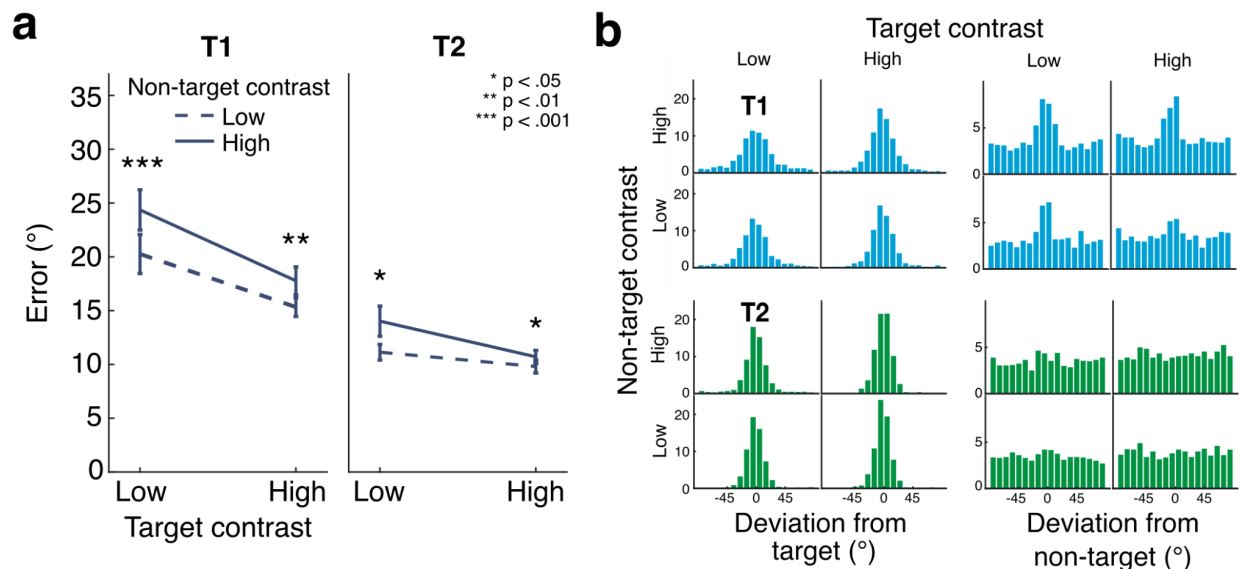 a
T1
T2
Non-target contrast
Low
High
* p < .05
** p < .01
*** p < .001
35
30
25
20
15
10
5
0
Error (°)
***
**
*
*
Low
High
Low
High
Target contrast
b
Target contrast
Low
High
Low
High
Non-target contrast
High
20
10
0
T1
5
0
Low
20
10
0
5
0
High
20
10
0
T2
5
0
Low
20
10
0
5
0
-45 0 45
-45 0 45
-45 0 45
-45 0 45
Deviation from
target (°)
Deviation from
non-target (°)